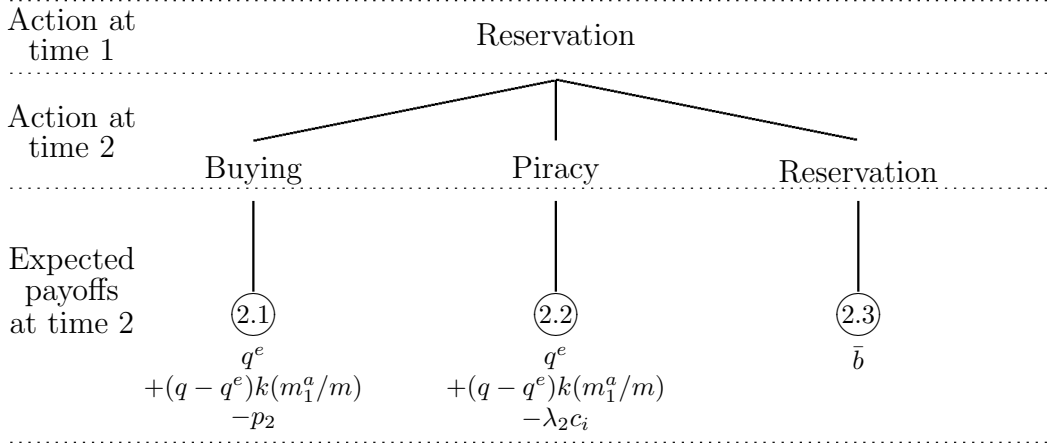 Action at
time 1
Reservation
Action at
time 2
Buying
Piracy
Reservation
Expected
payoffs
at time 2
2.1
2.2
2.3
q^e
+(q − q^e)k(m_1^a/m)
−p_2
q^e
+(q − q^e)k(m_1^a/m)
−λ_2c_i
b̄